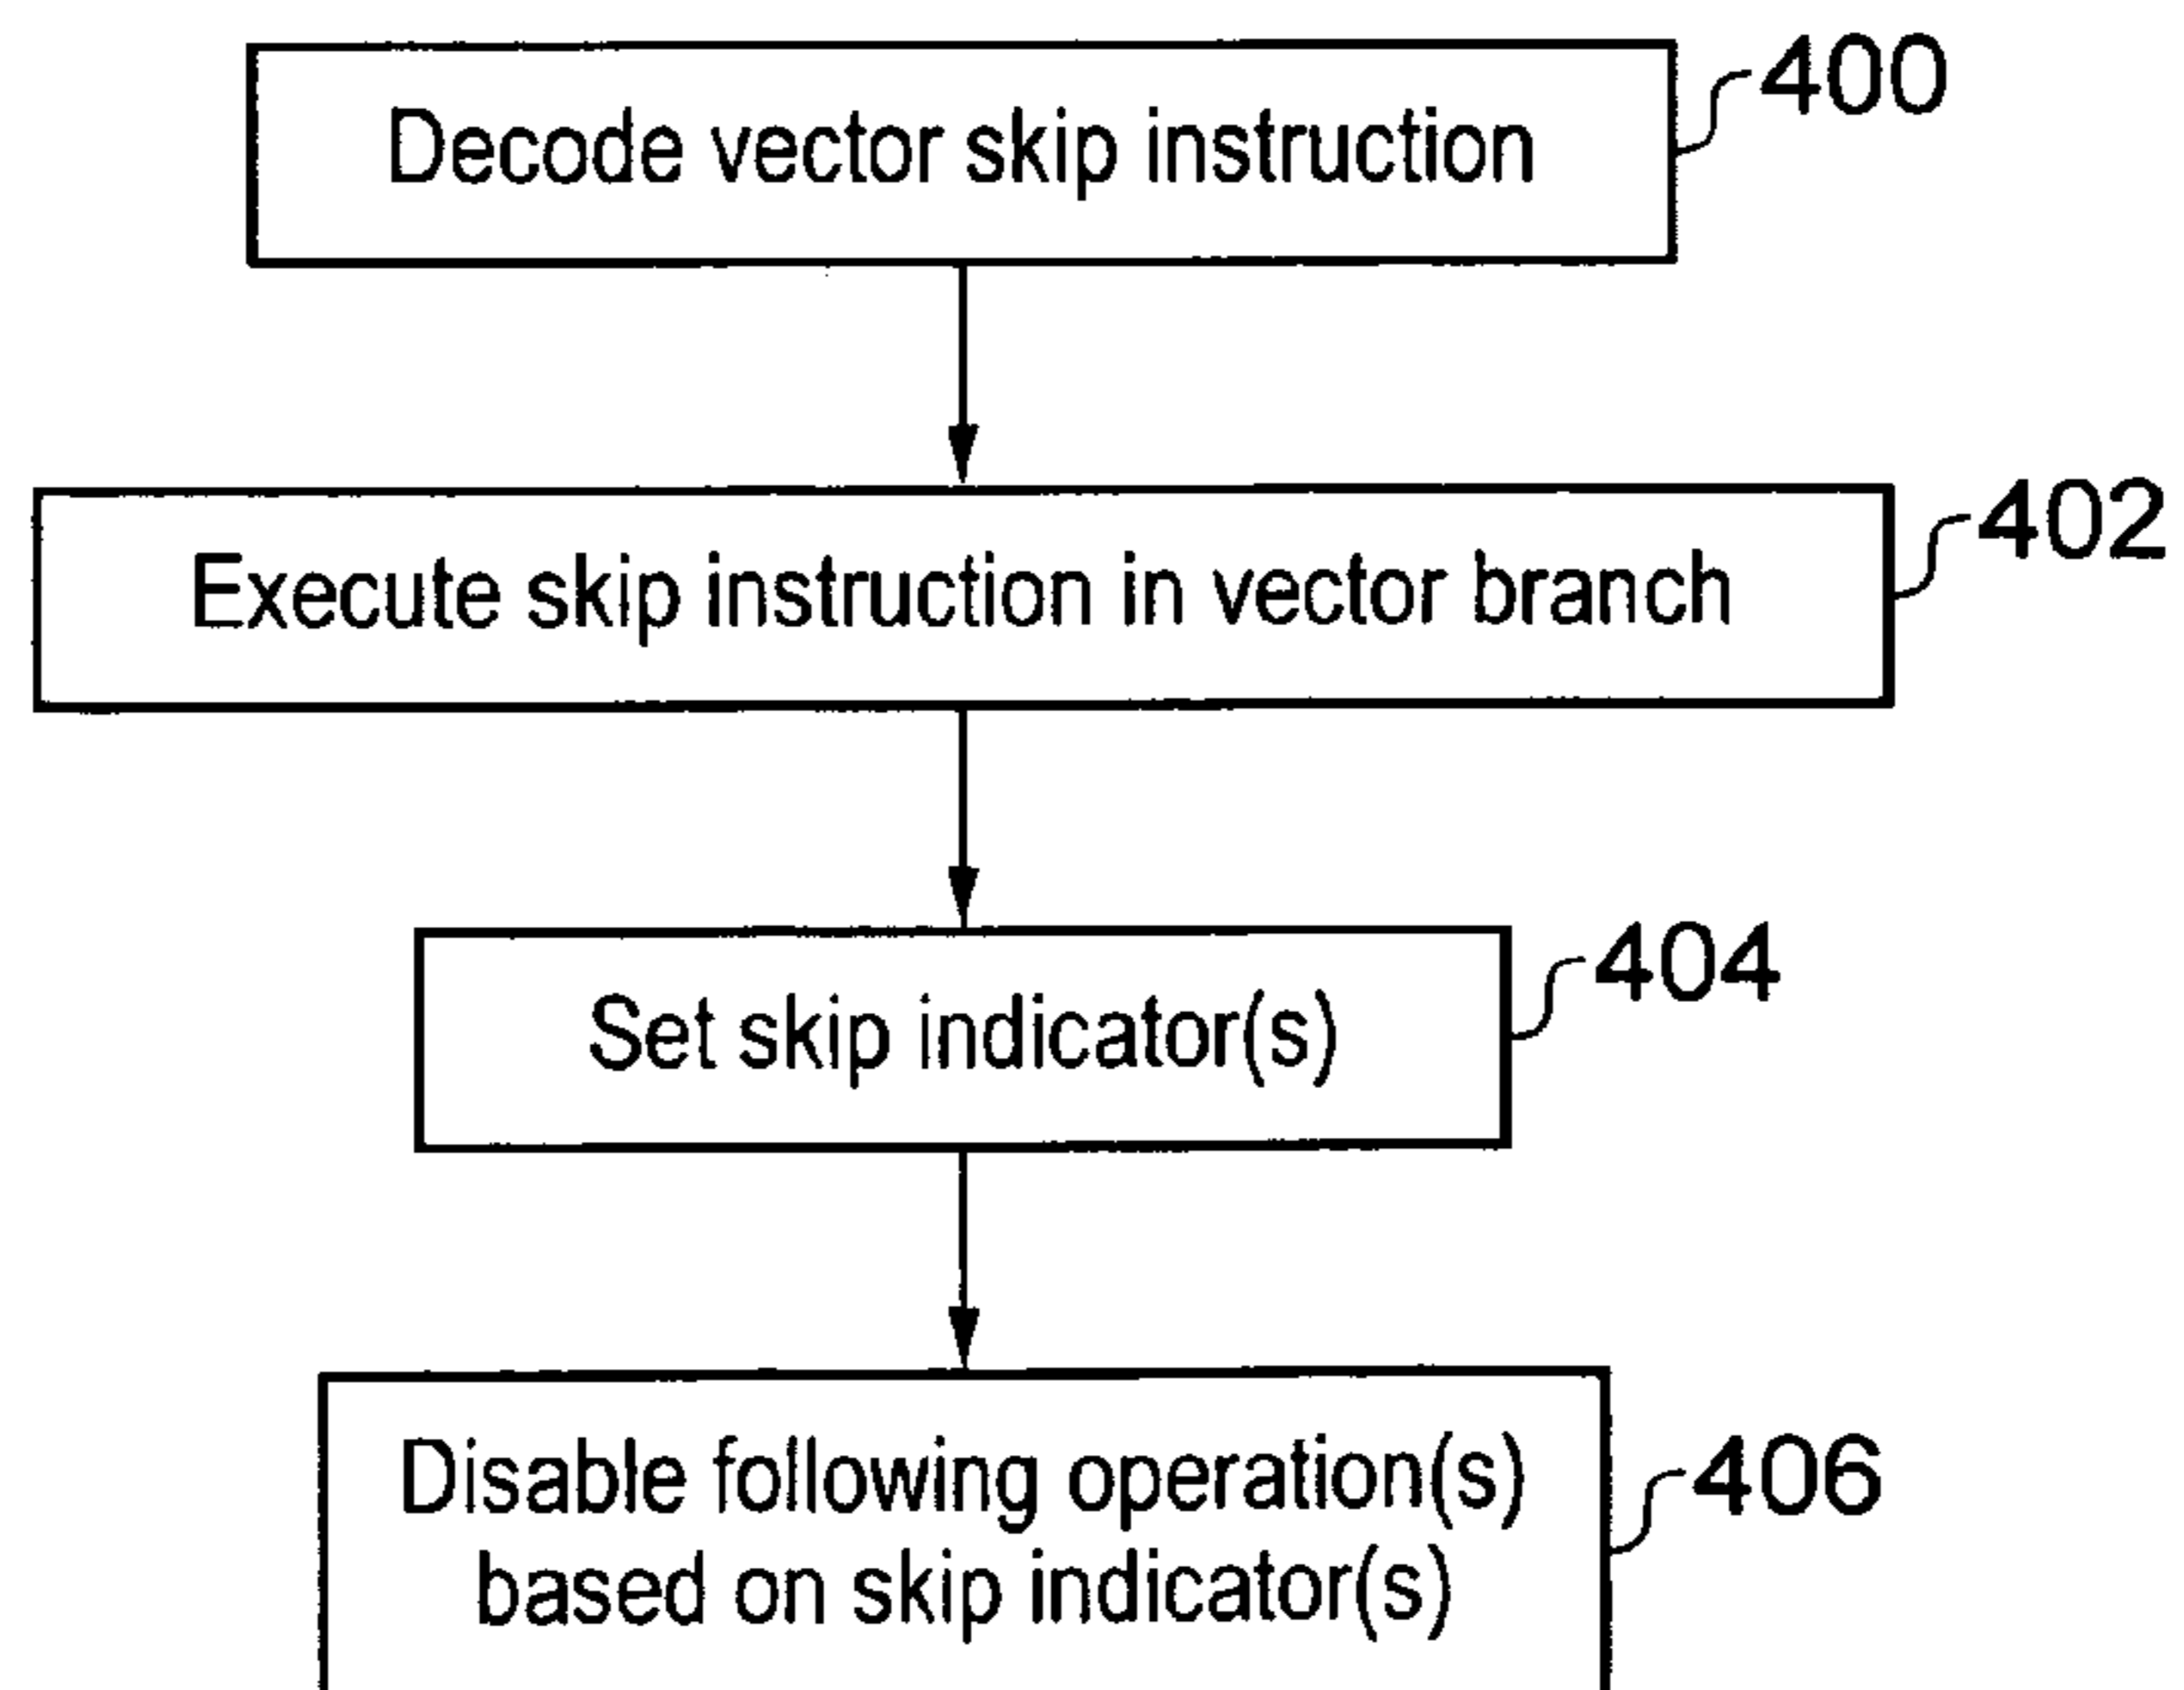 Decode vector skip instruction
400
Execute skip instruction in vector branch
402
Set skip indicator(s)
404
Disable following operation(s)
based on skip indicator(s)
406